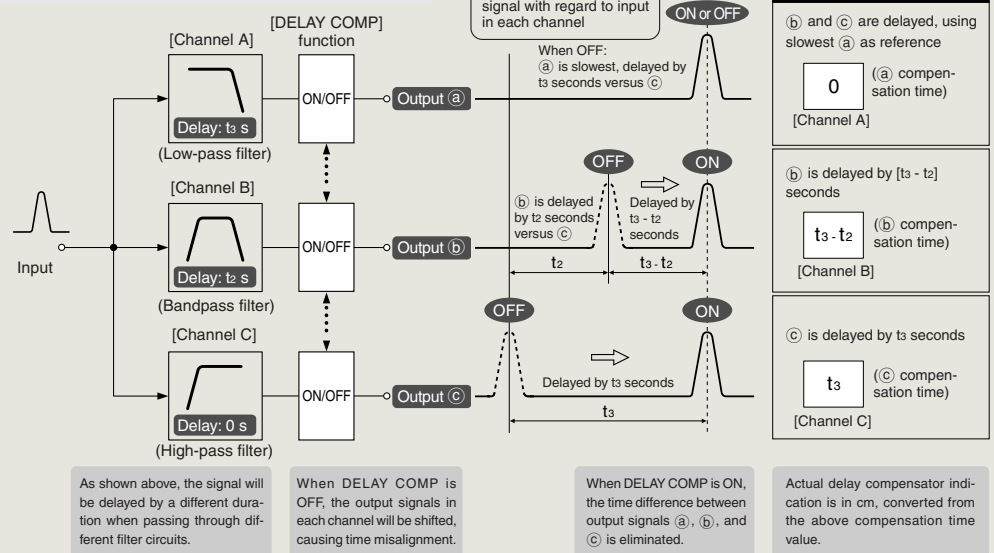 signal with regard to input
in each channel
ON or OFF
[DELAY COMP]
function
[Channel A]
Delay: t3 s
(Low-pass filter)
ON/OFF
Output ⓐ
When OFF:
ⓐ is slowest, delayed by
t3 seconds versus ⓒ
ⓑ and ⓒ are delayed, using
slowest ⓐ as reference
0
(ⓐ compen-
sation time)
[Channel A]
Input
[Channel B]
Delay: t2 s
(Bandpass filter)
ON/OFF
Output ⓑ
ⓑ is delayed
by t2 seconds
versus ⓒ
OFF
ON
Delayed by
t3 - t2
seconds
t2
t3 - t2
ⓑ is delayed by [t3 - t2]
seconds
t3 - t2
(ⓑ compen-
sation time)
[Channel B]
[Channel C]
Delay: 0 s
(High-pass filter)
ON/OFF
Output ⓒ
OFF
ON
Delayed by t3 seconds
t3
ⓒ is delayed by t3 seconds
t3
(ⓒ compen-
sation time)
[Channel C]
As shown above, the signal will
be delayed by a different dura-
tion when passing through dif-
ferent filter circuits.
When DELAY COMP is
OFF, the output signals in
each channel will be shifted,
causing time misalignment.
When DELAY COMP is ON,
the time difference between
output signals ⓐ, ⓑ, and
ⓒ is eliminated.
Actual delay compensator indi-
cation is in cm, converted from
the above compensation time
value.